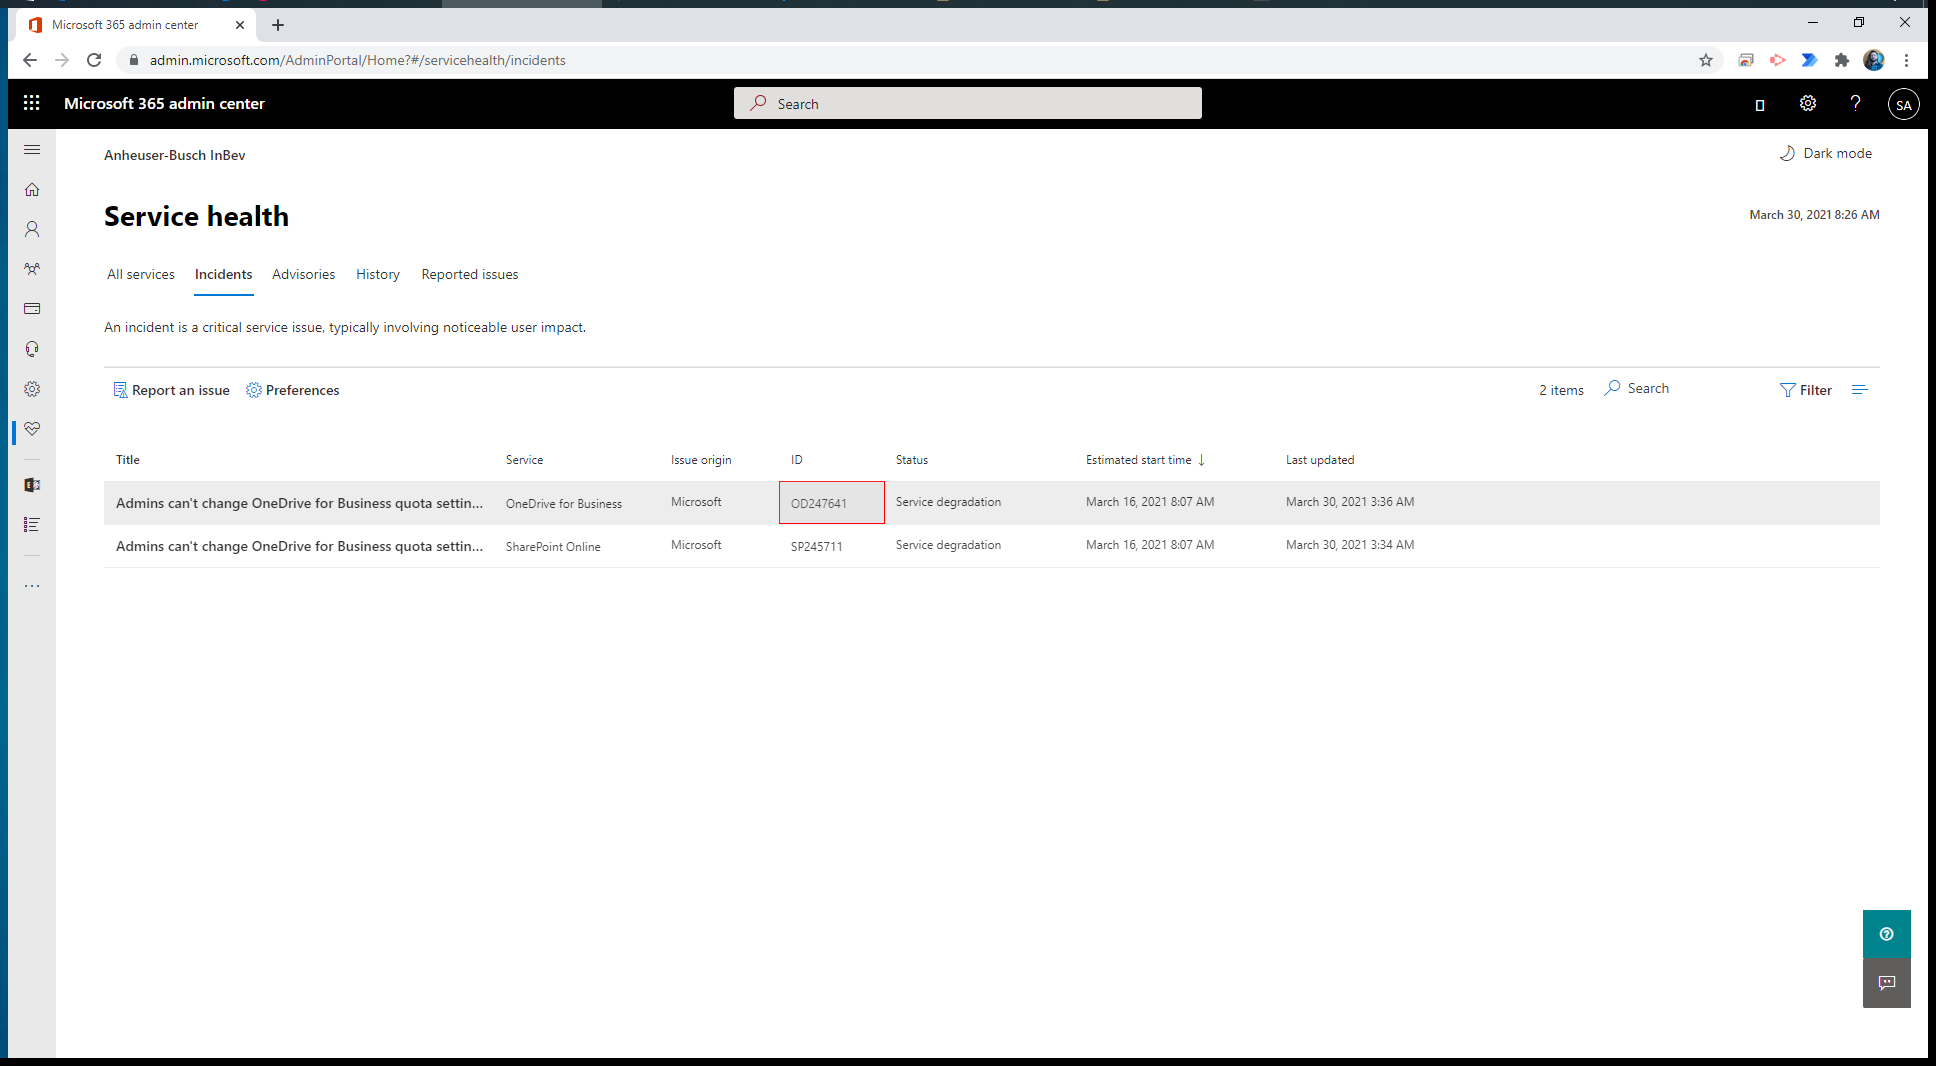 Microsoft 365 admin center
admin.microsoft.com/AdminPortal/Home?#/servicehealth/incidents
Microsoft 365 admin center
Search
SA
Anheuser-Busch InBev
Dark mode
Service health
March 30, 2021 8:26 AM
All services Incidents Advisories History Reported issues
An incident is a critical service issue, typically involving noticeable user impact.
Report an issue Preferences 2 items Search Filter
Title Service Issue origin ID Status Estimated start time ↓ Last updated
Admins can't change OneDrive for Business quota settin... OneDrive for Business Microsoft OD247641 Service degradation March 16, 2021 8:07 AM March 30, 2021 3:36 AM
Admins can't change OneDrive for Business quota settin... SharePoint Online Microsoft SP245711 Service degradation March 16, 2021 8:07 AM March 30, 2021 3:34 AM